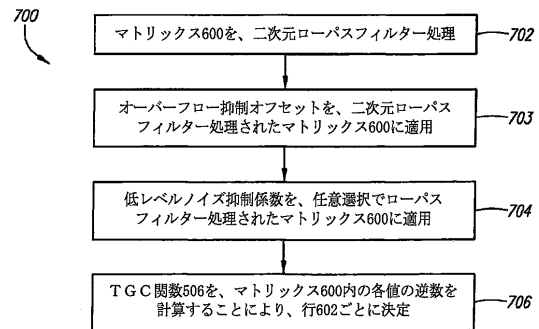 700
マトリックス600を、二次元ローパスフィルター処理
702
オーバーフロー抑制オフセットを、二次元ローパス
フィルター処理されたマトリックス600に適用
703
低レベルノイズ抑制係数を、任意選択でローパス
フィルター処理されたマトリックス600に適用
704
TGC関数506を、マトリックス600内の各値の逆数を
計算することにより、行602ごとに決定
706